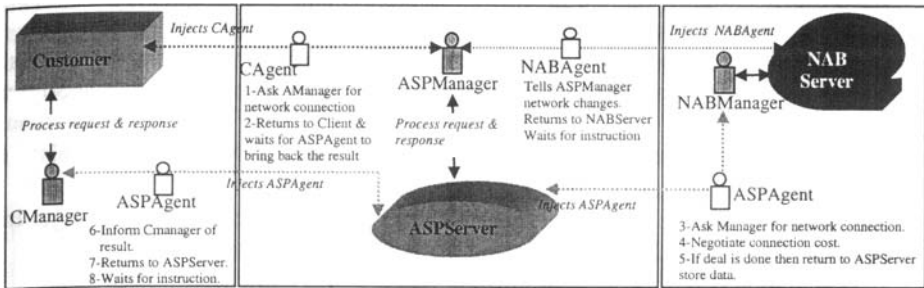 Injects CAgent
Customer
CAgent
1-Ask AManager for
network connection
2-Returns to Client &
waits for ASPAgent to
bring back the result
Process request & response
CManager
ASPAgent
6-Inform Cmanager of
result.
7-Returns to ASPServer.
8-Waits for instruction.
Injects ASPAgent
ASPManager
Process request &
response
ASPServer
NABAgent
Tells ASPManager
network changes.
Returns to NABServer
Waits for instruction
Injects ASPAgent
Injects NABAgent
NAB
Server
NABManager
ASPAgent
3-Ask Manager for network connection.
4-Negotiate connection cost.
5-If deal is done then return to ASPServer
store data.